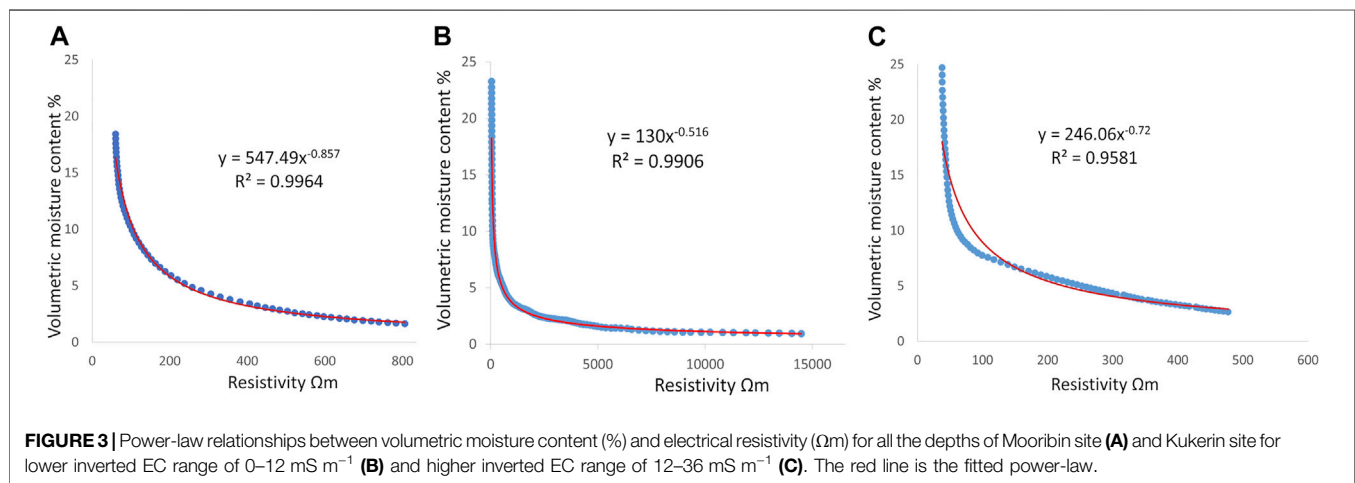 A
25
20
15
10
5
0
Volumetric moisture content %
y = 547.49x^-0.857
R² = 0.9964
0 200 400 600 800
Resistivity Ωm
B
25
20
15
10
5
0
Volumetric moisture content %
y = 130x^-0.516
R² = 0.9906
0 5000 10000 15000
Resistivity Ωm
C
25
20
15
10
5
0
Volumetric moisture content %
y = 246.06x^-0.72
R² = 0.9581
0 100 200 300 400 500 600
Resistivity Ωm
FIGURE 3 | Power-law relationships between volumetric moisture content (%) and electrical resistivity (Ωm) for all the depths of Mooribin site (A) and Kukerin site for
lower inverted EC range of 0–12 mS m⁻¹ (B) and higher inverted EC range of 12–36 mS m⁻¹ (C). The red line is the fitted power-law.